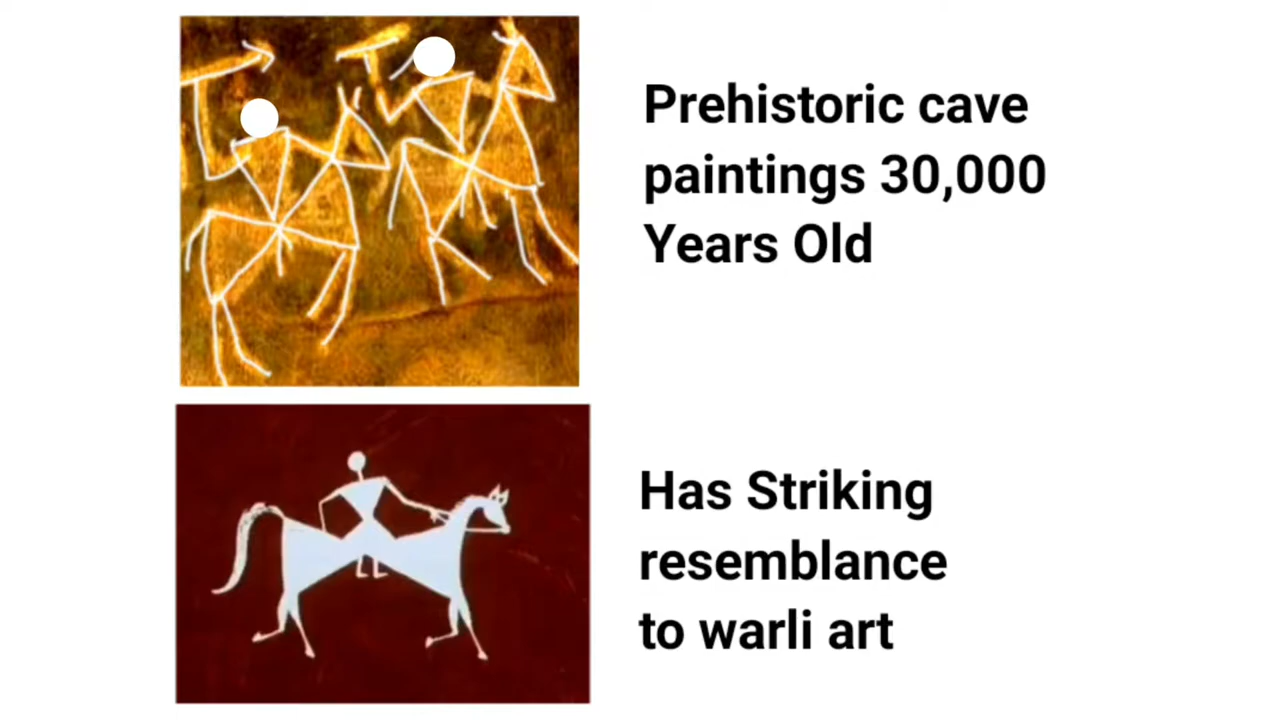 Prehistoric cave
paintings 30,000
Years Old
Has Striking
resemblance
to warli art